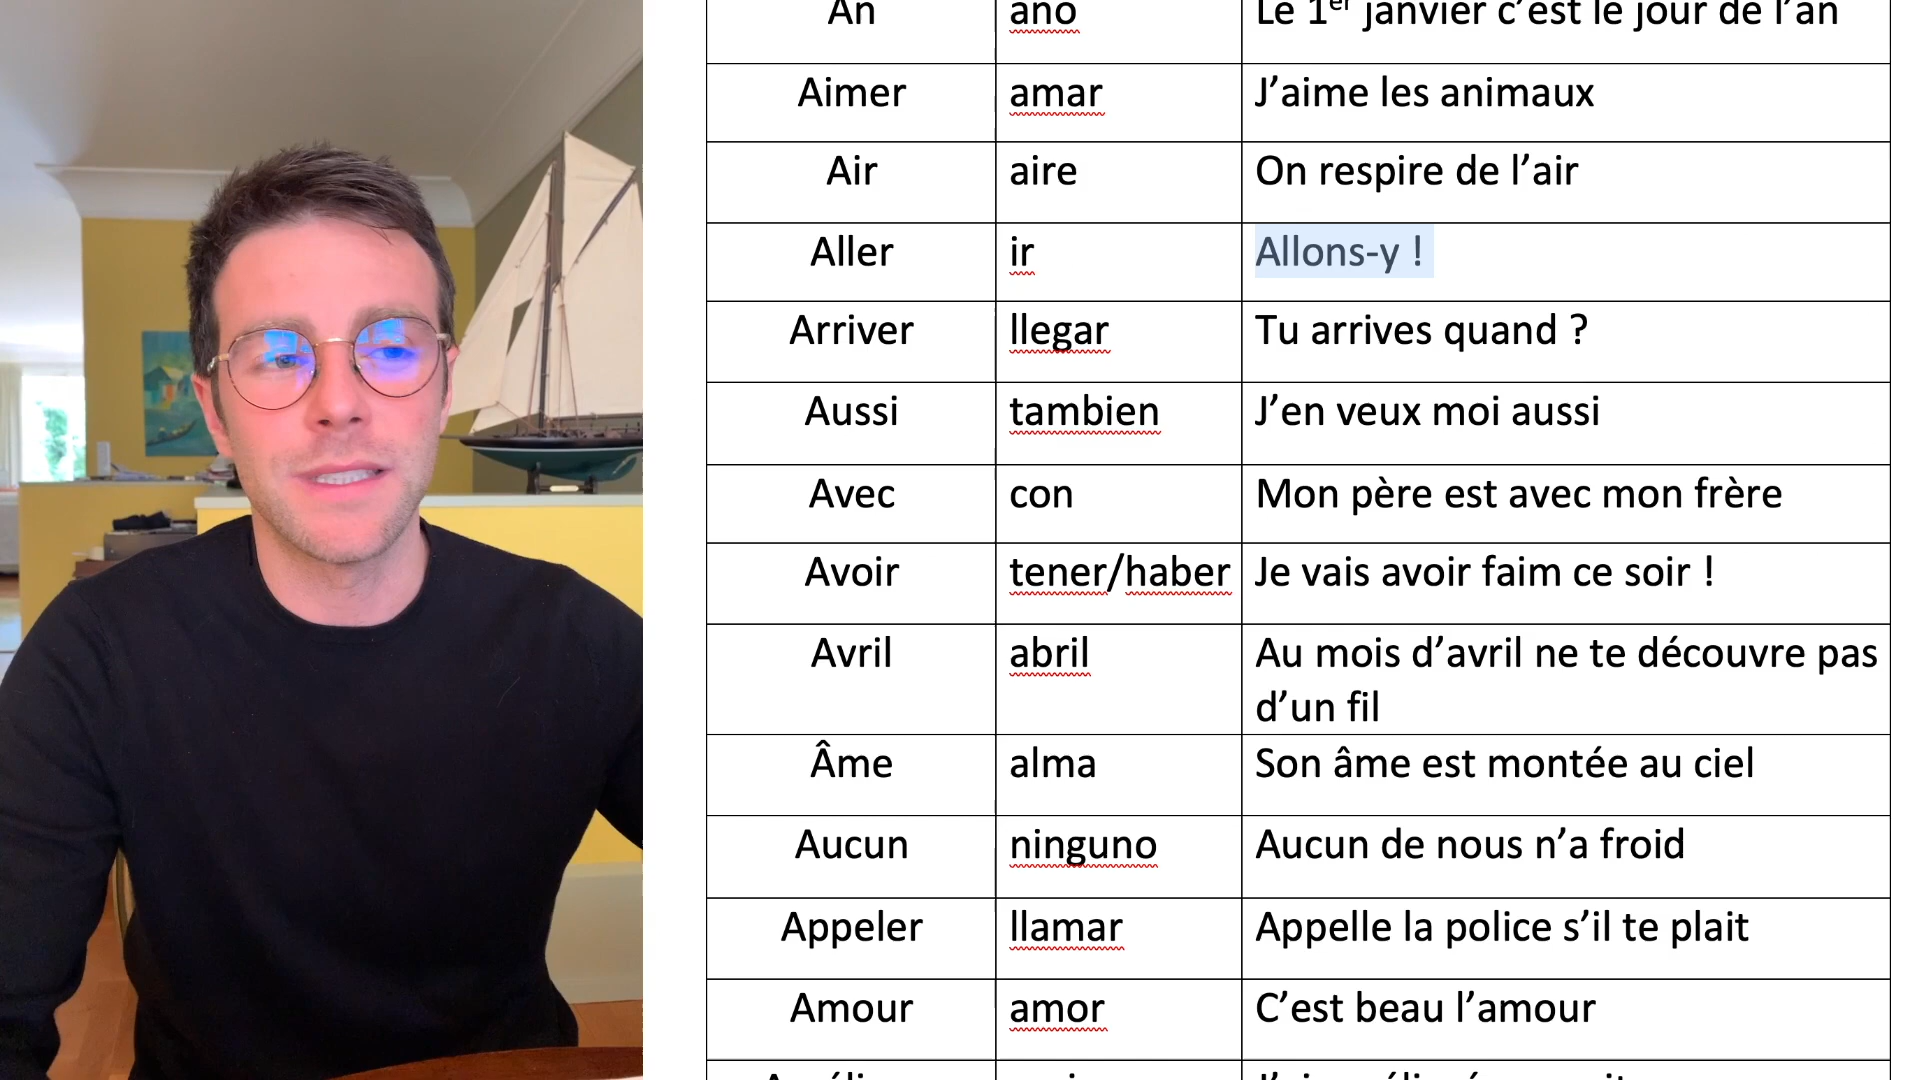 An ano Le 1er janvier c’est le jour de l’an
Aimer amar J’aime les animaux
Air aire On respire de l’air
Aller ir Allons-y !
Arriver llegar Tu arrives quand ?
Aussi tambien J’en veux moi aussi
Avec con Mon père est avec mon frère
Avoir tener/haber Je vais avoir faim ce soir !
Avril abril Au mois d’avril ne te découvre pas
d’un fil
Âme alma Son âme est montée au ciel
Aucun ninguno Aucun de nous n’a froid
Appeler llamar Appelle la police s’il te plait
Amour amor C’est beau l’amour